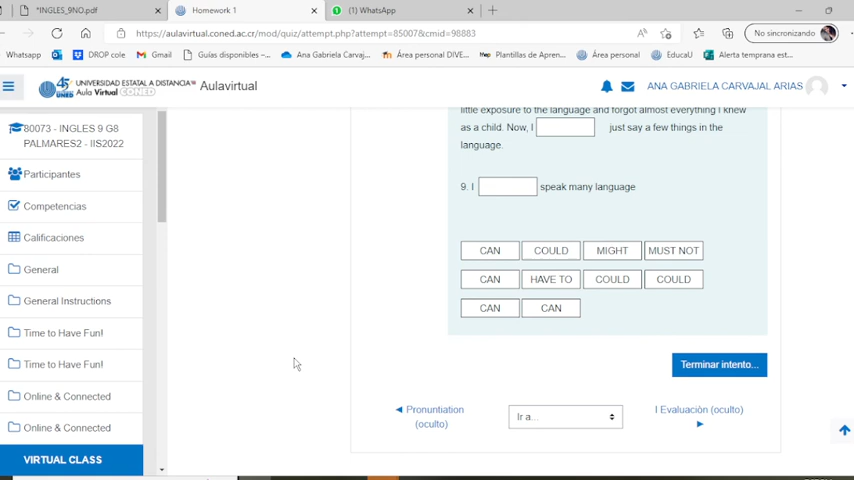 *INGLES_9NO.pdf
Homework 1
(1) WhatsApp
https://aulavirtual.coned.ac.cr/mod/quiz/attempt.php?attempt=85007&cmid=98883
No sincronizando
Whatsapp
DROP cole
Gmail
Guías disponibles –...
Ana Gabriela Carvaj...
Área personal DIVE...
Plantillas de Apren...
Área personal
EducaU
Alerta temprana est...
45
UNED
UNIVERSIDAD ESTATAL A DISTANCIA
Aula Virtual CONED
Aulavirtual
ANA GABRIELA CARVAJAL ARIAS
80073 - INGLES 9 G8
PALMARES2 - IIS2022
Participantes
Competencias
Calificaciones
General
General Instructions
Time to Have Fun!
Time to Have Fun!
Online & Connected
Online & Connected
VIRTUAL CLASS
little exposure to the language and forgot almost everything I knew
as a child. Now, I just say a few things in the
language.
9. I speak many language
CAN COULD MIGHT MUST NOT
CAN HAVE TO COULD COULD
CAN CAN
Terminar intento...
◄ Pronuntiation
(oculto)
Ir a...
I Evaluaciòn (oculto)
►